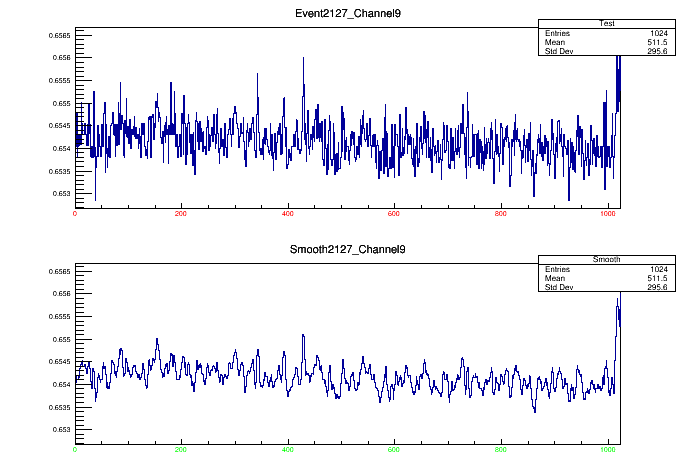 Event2127_Channel9
Test
Entries 1024
Mean 511.5
Std Dev 295.6
0.6565
0.656
0.6555
0.655
0.6545
0.654
0.6535
0.653
0 200 400 600 800 1000
Smooth2127_Channel9
Smooth
Entries 1024
Mean 511.5
Std Dev 295.6
0.6565
0.656
0.6555
0.655
0.6545
0.654
0.6535
0.653
0 200 400 600 800 1000